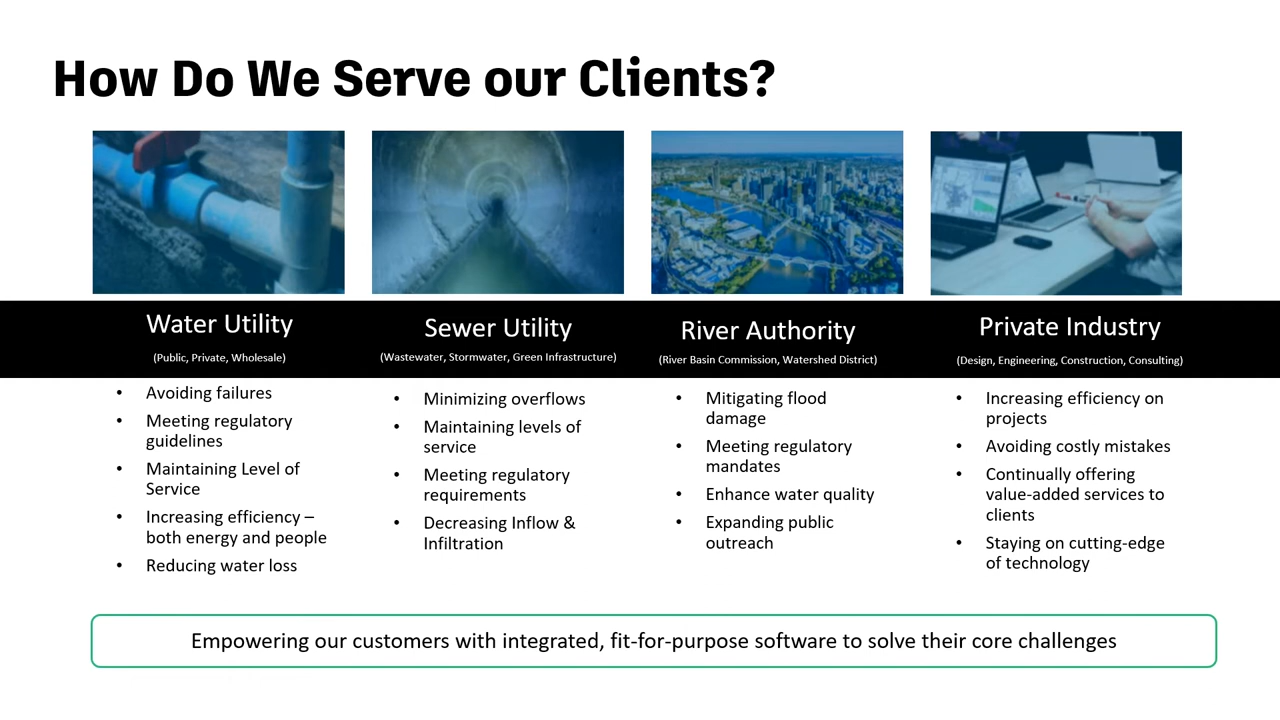 How Do We Serve our Clients?
Water Utility
(Public, Private, Wholesale)
• Avoiding failures
• Meeting regulatory
guidelines
• Maintaining Level of
Service
• Increasing efficiency –
both energy and people
• Reducing water loss
Sewer Utility
(Wastewater, Stormwater, Green Infrastructure)
• Minimizing overflows
• Maintaining levels of
service
• Meeting regulatory
requirements
• Decreasing Inflow &
Infiltration
River Authority
(River Basin Commission, Watershed District)
• Mitigating flood
damage
• Meeting regulatory
mandates
• Enhance water quality
• Expanding public
outreach
Private Industry
(Design, Engineering, Construction, Consulting)
• Increasing efficiency on
projects
• Avoiding costly mistakes
• Continually offering
value-added services to
clients
• Staying on cutting-edge
of technology
Empowering our customers with integrated, fit-for-purpose software to solve their core challenges